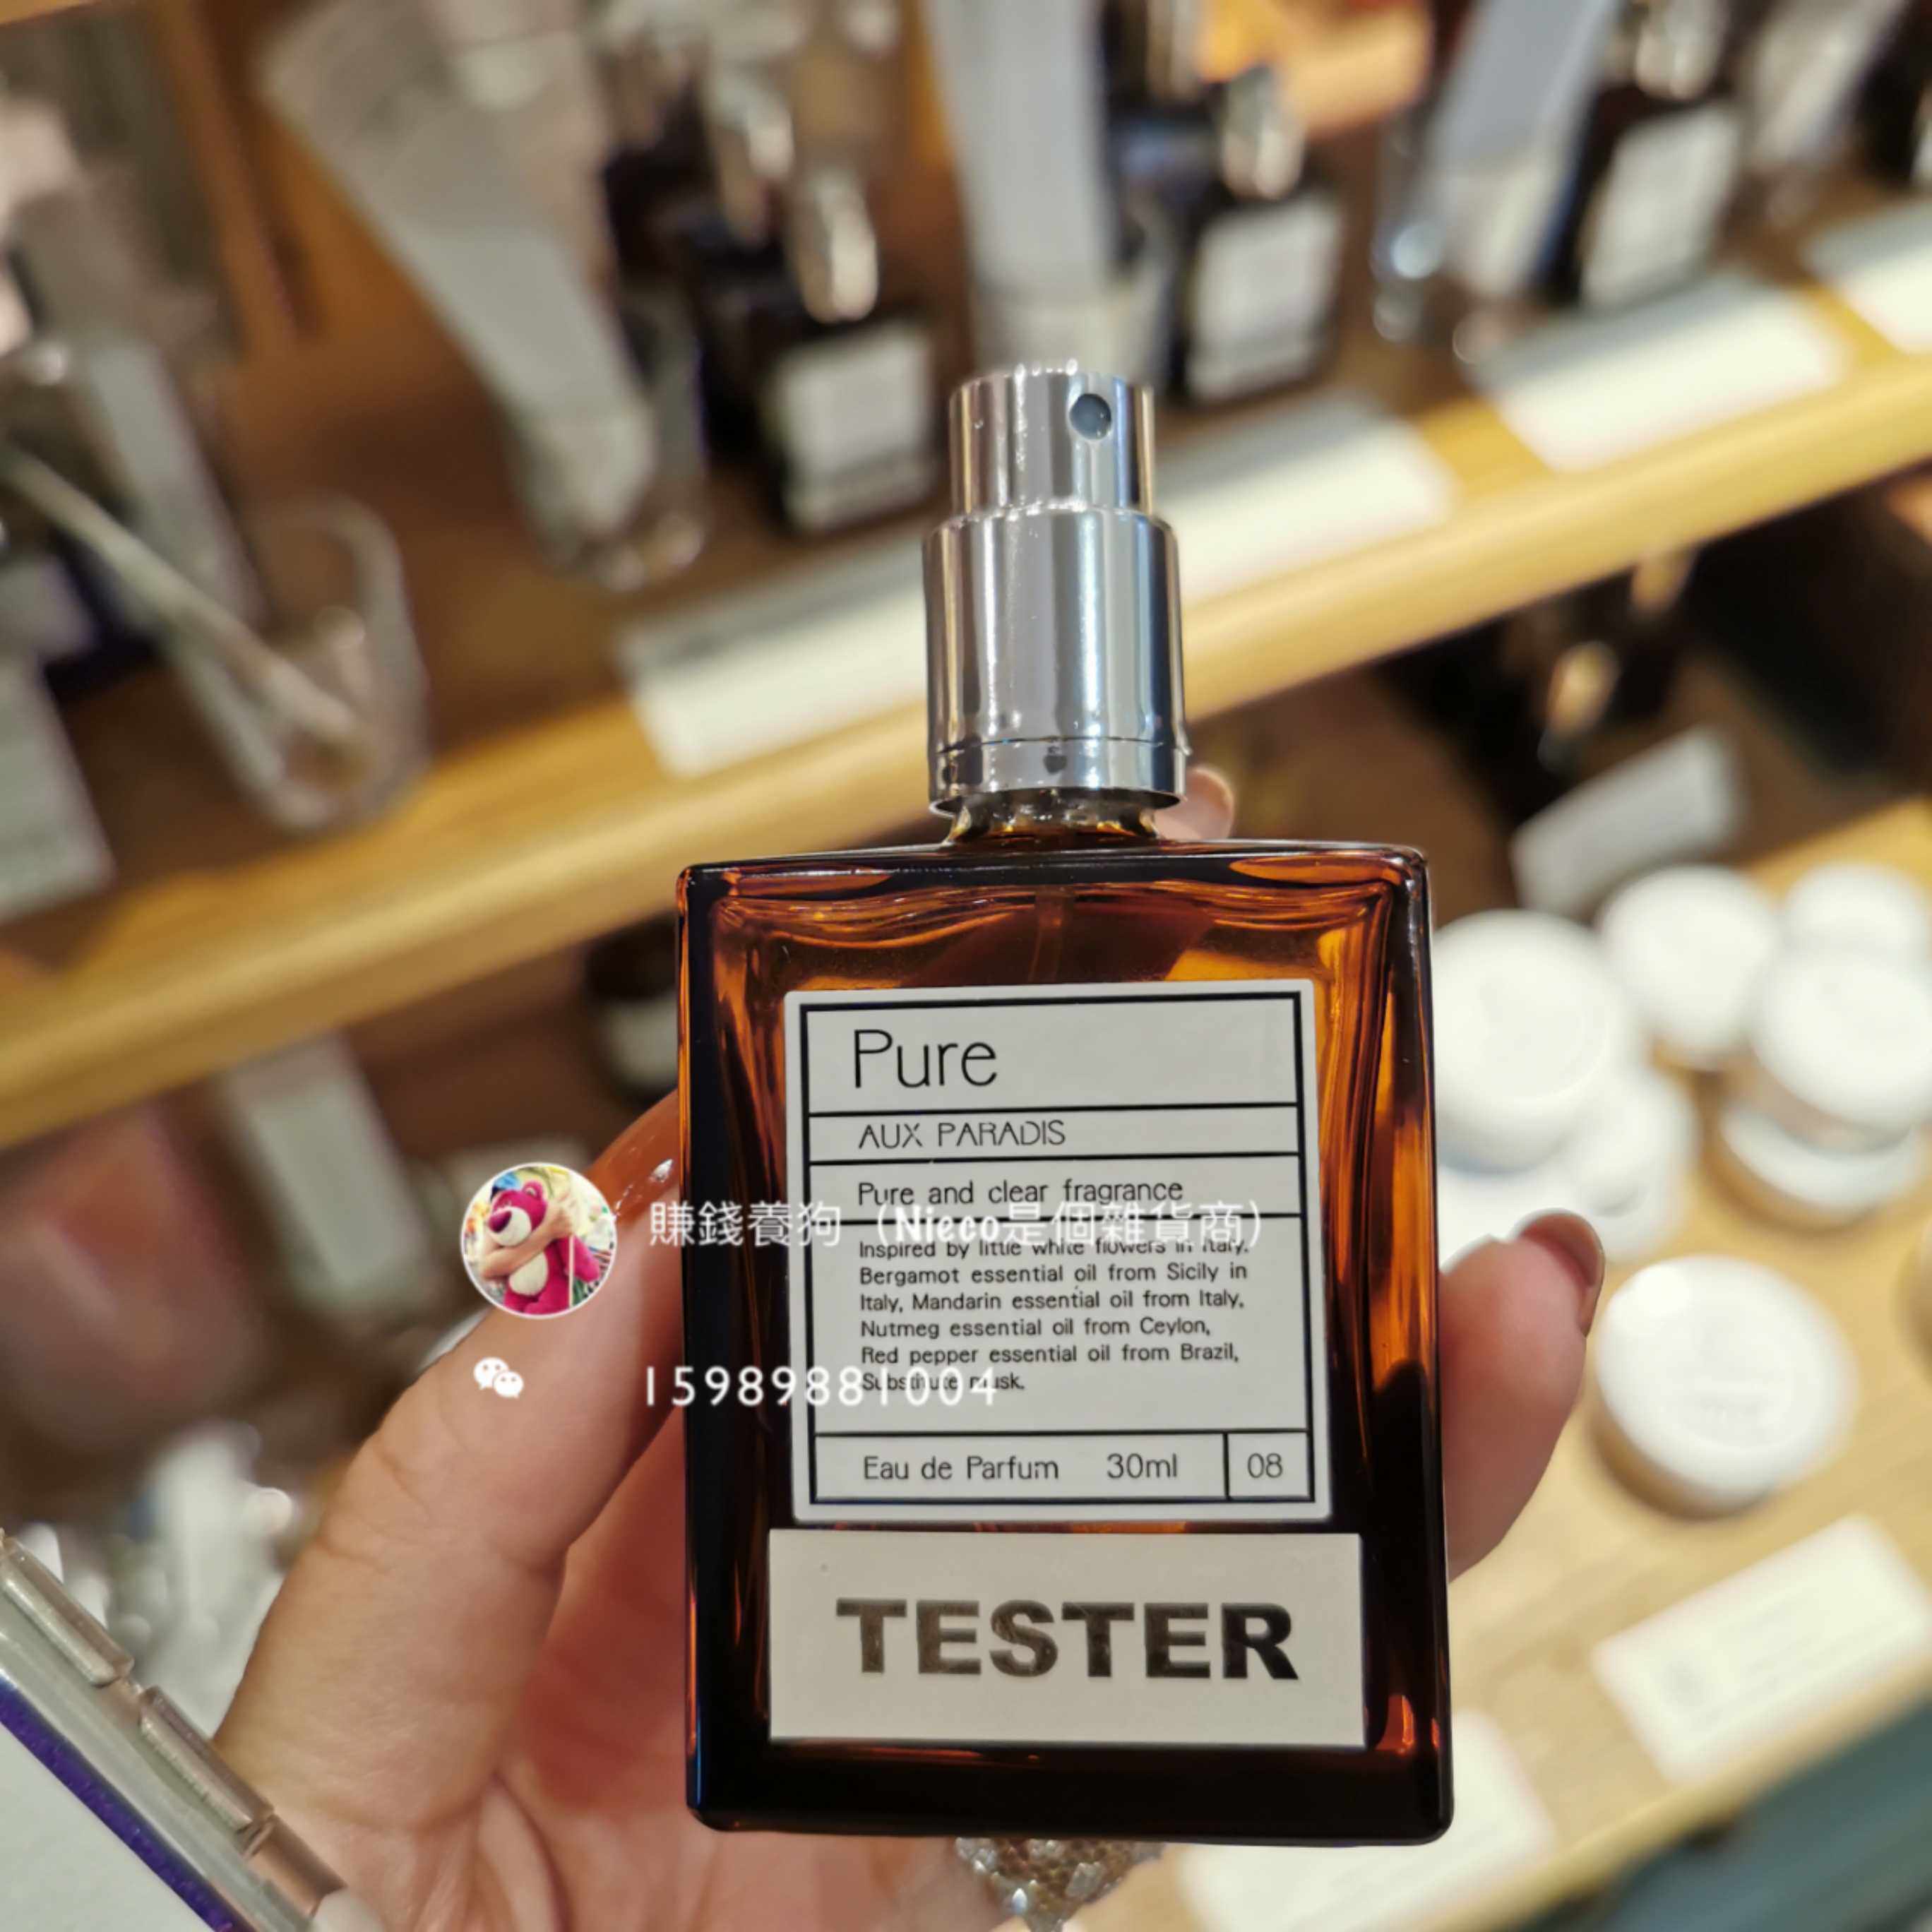 Pure
AUX PARADIS
Pure and clear fragrance
賺錢養狗（Nieco是個雜貨商）
Inspired by little white flowers in Italy.
Bergamot essential oil from Sicily in
Italy, Mandarin essential oil from Italy,
Nutmeg essential oil from Ceylon,
Red pepper essential oil from Brazil,
Substitute musk.
15989881004
Eau de Parfum 30ml 08
TESTER